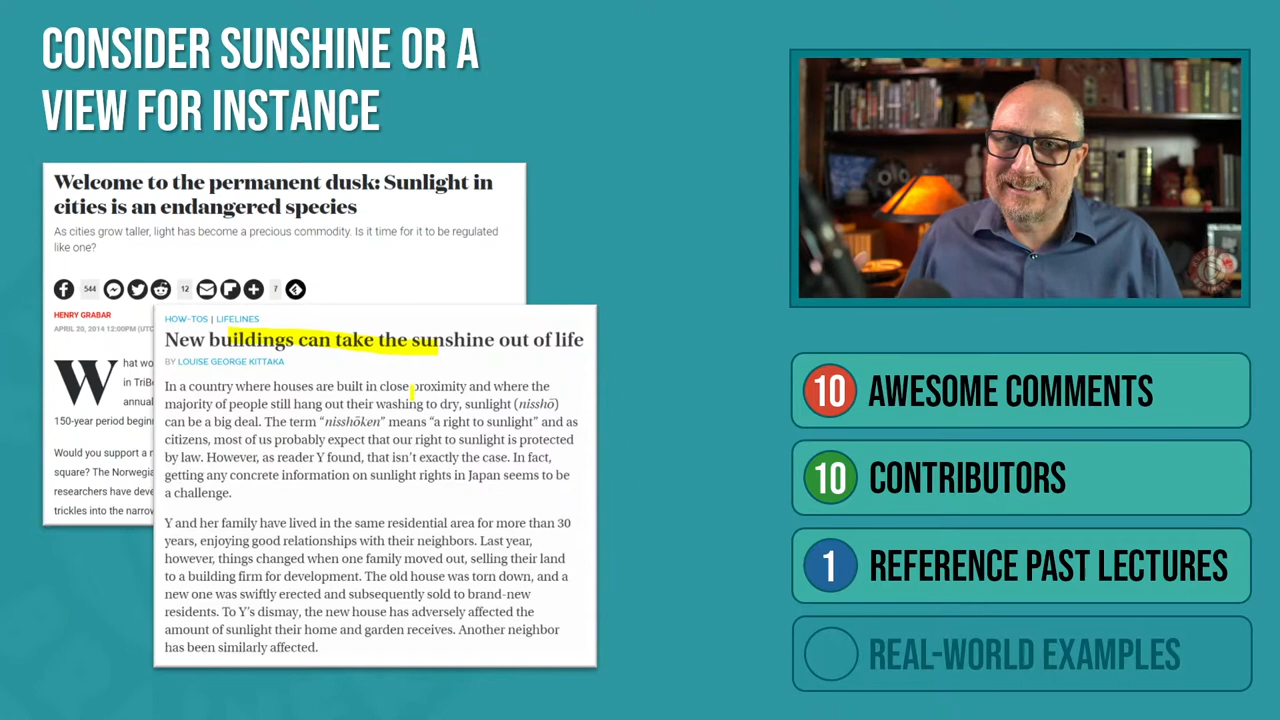 CONSIDER SUNSHINE OR A
VIEW FOR INSTANCE
Welcome to the permanent dusk: Sunlight in
cities is an endangered species
As cities grow taller, light has become a precious commodity. Is it time for it to be regulated
like one?
544
12
7
HENRY GRABAR
APRIL 20, 2014 12:00PM (UTC
What wo
in TriBe
annual
150-year period begin
Would you support a r
square? The Norwegia
researchers have deve
trickles into the narrow
HOW-TOS | LIFELINES
New buildings can take the sunshine out of life
BY LOUISE GEORGE KITTAKA
In a country where houses are built in close proximity and where the
majority of people still hang out their washing to dry, sunlight (nisshō)
can be a big deal. The term “nisshōken” means “a right to sunlight” and as
citizens, most of us probably expect that our right to sunlight is protected
by law. However, as reader Y found, that isn’t exactly the case. In fact,
getting any concrete information on sunlight rights in Japan seems to be
a challenge.
Y and her family have lived in the same residential area for more than 30
years, enjoying good relationships with their neighbors. Last year,
however, things changed when one family moved out, selling their land
to a building firm for development. The old house was torn down, and a
new one was swiftly erected and subsequently sold to brand-new
residents. To Y’s dismay, the new house has adversely affected the
amount of sunlight their home and garden receives. Another neighbor
has been similarly affected.
10 AWESOME COMMENTS
10 CONTRIBUTORS
1 REFERENCE PAST LECTURES
REAL-WORLD EXAMPLES